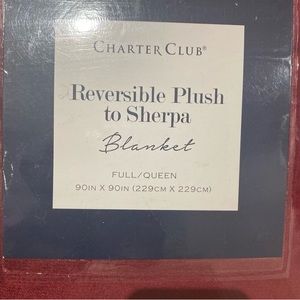 CHARTER CLUB®
Reversible Plush
to Sherpa
Blanket
FULL/QUEEN
90IN X 90IN (229CM X 229CM)